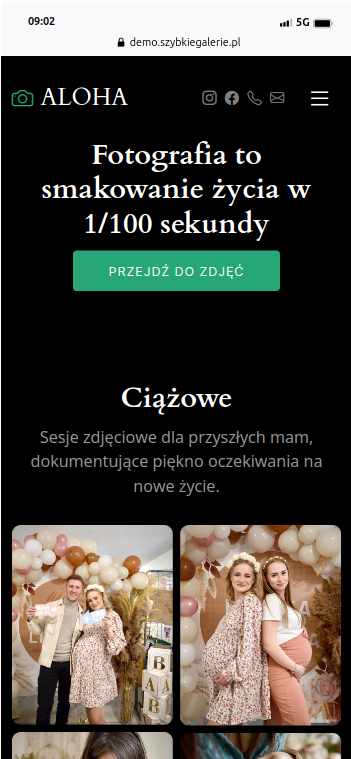 09:02
5G
demo.szybkiegalerie.pl
ALOHA
Fotografia to
smakowanie życia w
1/100 sekundy
PRZEJDŹ DO ZDJĘĆ
Ciążowe
Sesje zdjęciowe dla przyszłych mam,
dokumentujące piękno oczekiwania na
nowe życie.
B
A
A
B